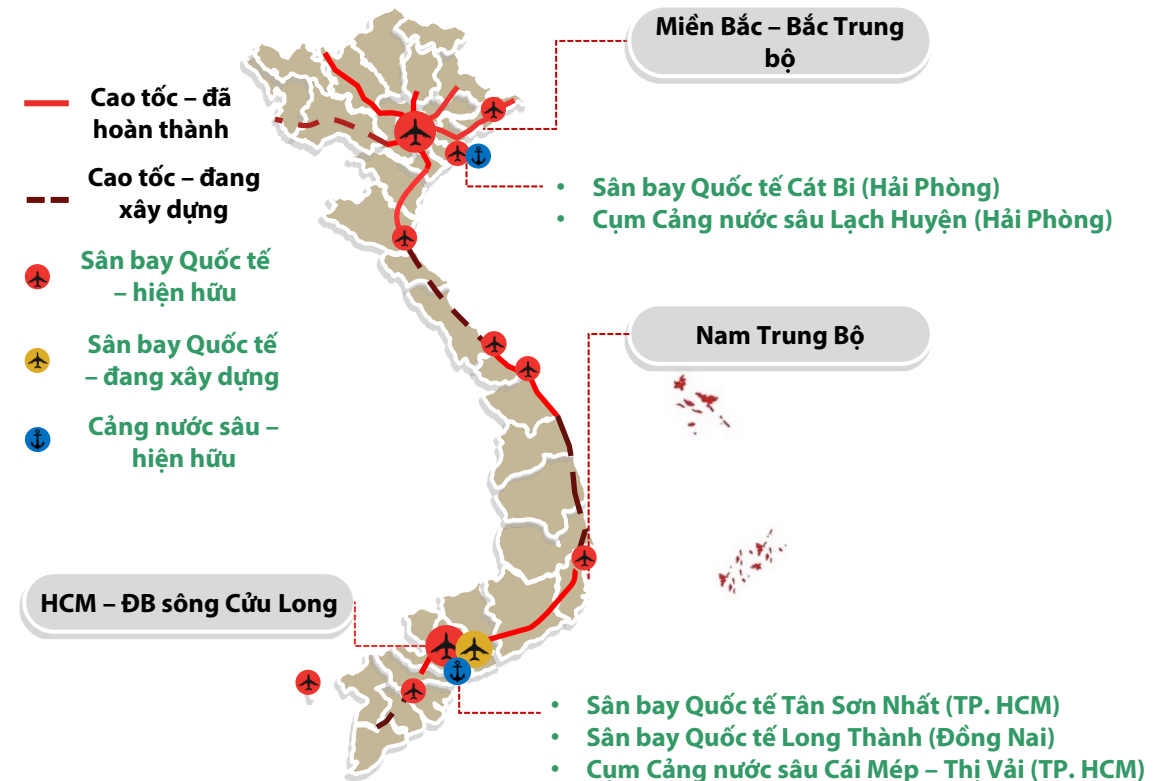 Miền Bắc – Bắc Trung
bộ
Cao tốc – đã
hoàn thành
Cao tốc – đang
xây dựng
• Sân bay Quốc tế Cát Bi (Hải Phòng)
• Cụm Cảng nước sâu Lạch Huyện (Hải Phòng)
Sân bay Quốc tế
– hiện hữu
Nam Trung Bộ
Sân bay Quốc tế
– đang xây dựng
Cảng nước sâu –
hiện hữu
HCM – ĐB sông Cửu Long
• Sân bay Quốc tế Tân Sơn Nhất (TP. HCM)
• Sân bay Quốc tế Long Thành (Đồng Nai)
• Cụm Cảng nước sâu Cái Mép – Thị Vải (TP. HCM)